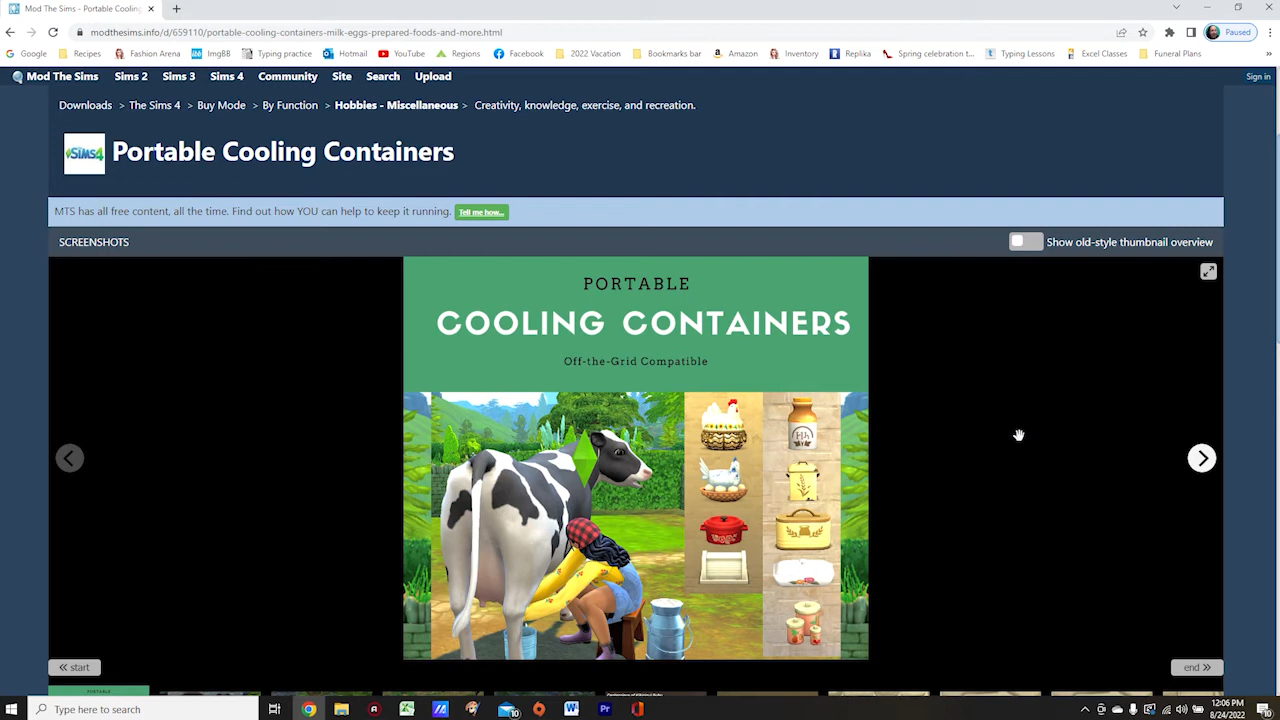 Mod The Sims - Portable Cooling
modthesims.info/d/659110/portable-cooling-containers-milk-eggs-prepared-foods-and-more.html
Paused
Google Recipes Fashion Arena ImgBB Typing practice Hotmail YouTube Regions Facebook 2022 Vacation Bookmarks bar Amazon Inventory Replika Spring celebration t Typing Lessons Excel Classes Funeral Plans
Mod The Sims Sims 2 Sims 3 Sims 4 Community Site Search Upload Sign in
Downloads > The Sims 4 > Buy Mode > By Function > Hobbies - Miscellaneous > Creativity, knowledge, exercise, and recreation.
SIMS4 Portable Cooling Containers
MTS has all free content, all the time. Find out how YOU can help to keep it running. Tell me how...
SCREENSHOTS Show old-style thumbnail overview
PORTABLE
COOLING CONTAINERS
Off-the-Grid Compatible
« start end »
PORTABLE
Type here to search
10
12:06 PM
8/24/2022
10